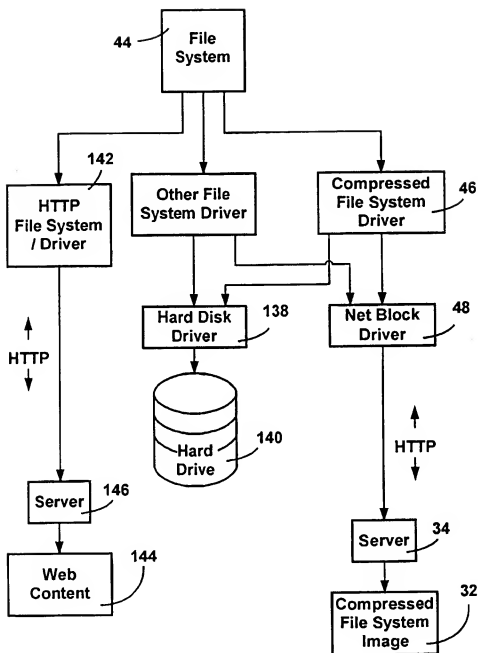 44
File
System
142
HTTP
File System
/ Driver
Other File
System Driver
Compressed
File System
Driver
46
Hard Disk
Driver
138
Net Block
Driver
48
HTTP
Hard
Drive
140
HTTP
Server
146
Server
34
Web
Content
144
Compressed
File System
Image
32